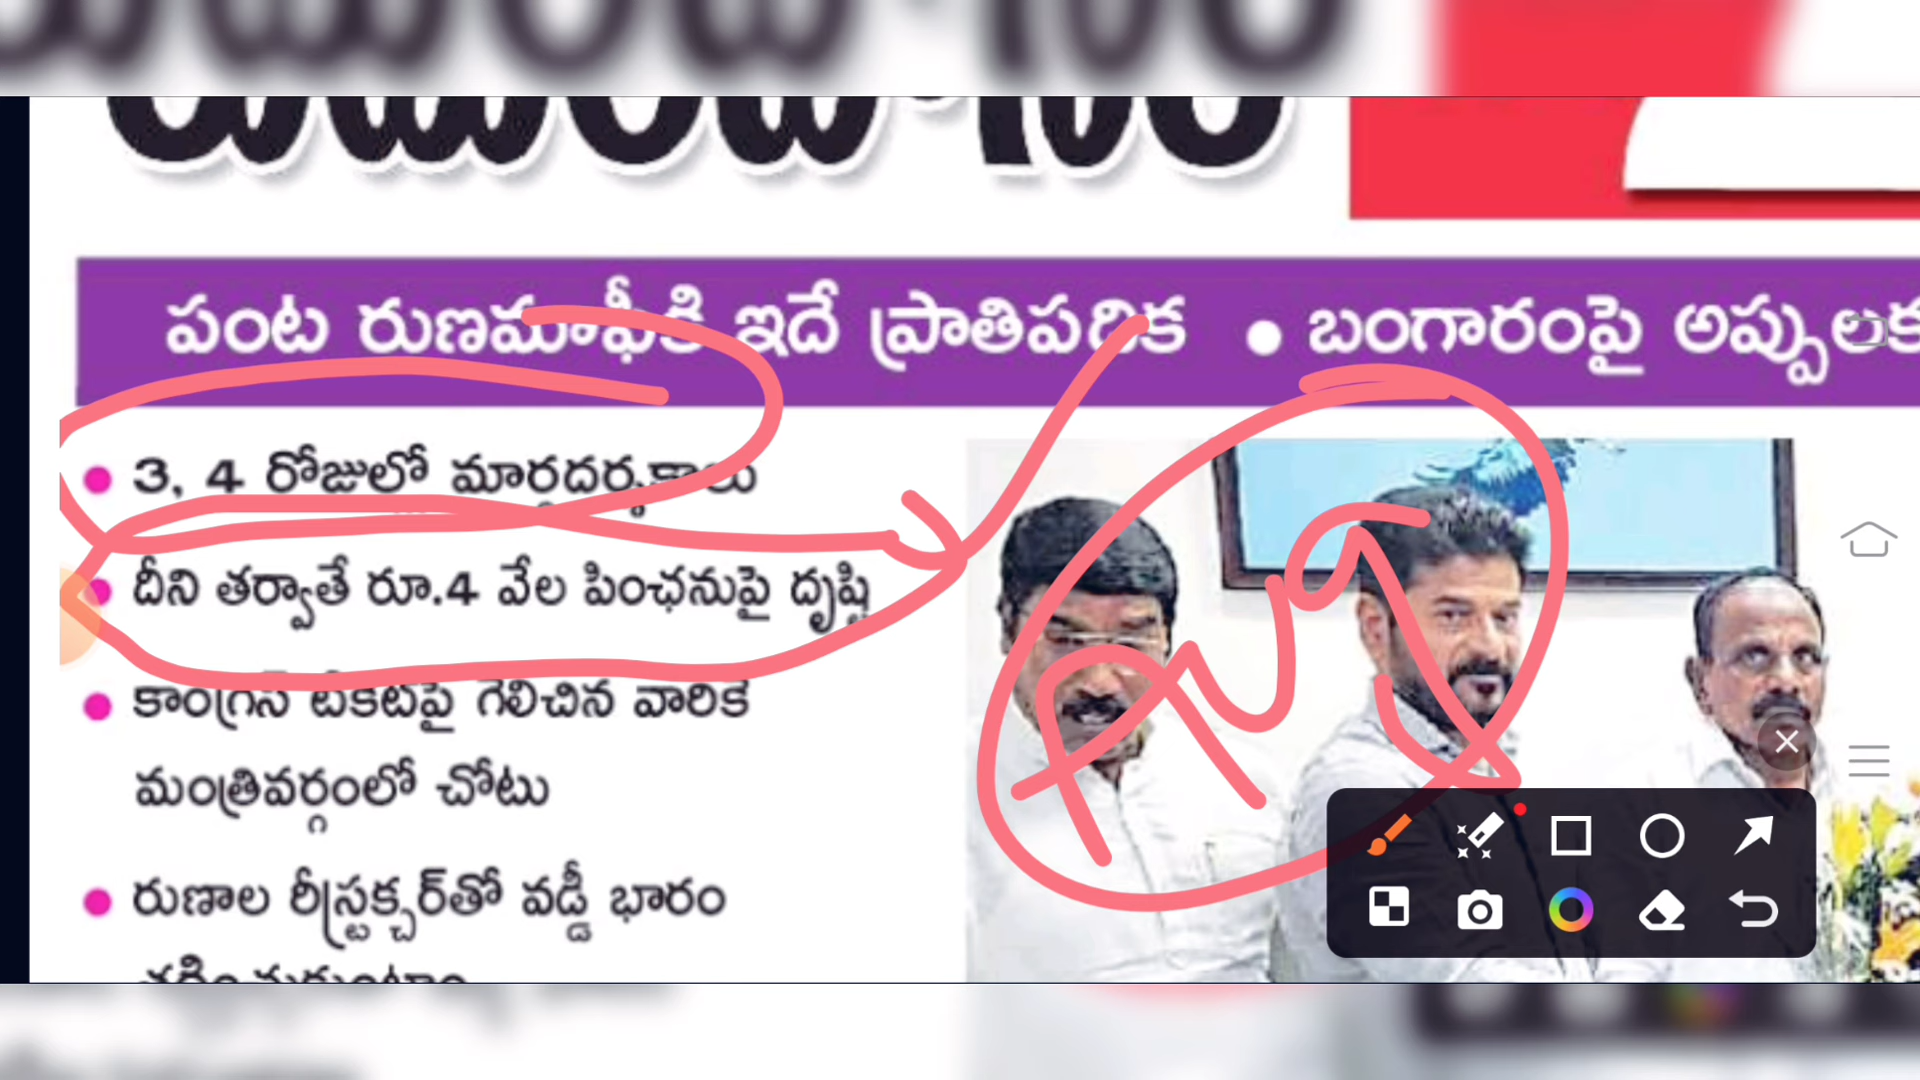 పంట రుణమాఫీకి ఇదే ప్రాతిపదిక ● బంగారంపై అప్పులక
● 3, 4 రోజుల్లో మార్గదర్శకాలు
● దీని తర్వాతే రూ.4 వేల పింఛనుపై దృష్టి
● కాంగ్రెస్ టికెట్‌పై గెలిచిన వారికే
మంత్రివర్గంలో చోటు
● రుణాల రీస్ట్రక్చర్‌తో వడ్డీ భారం